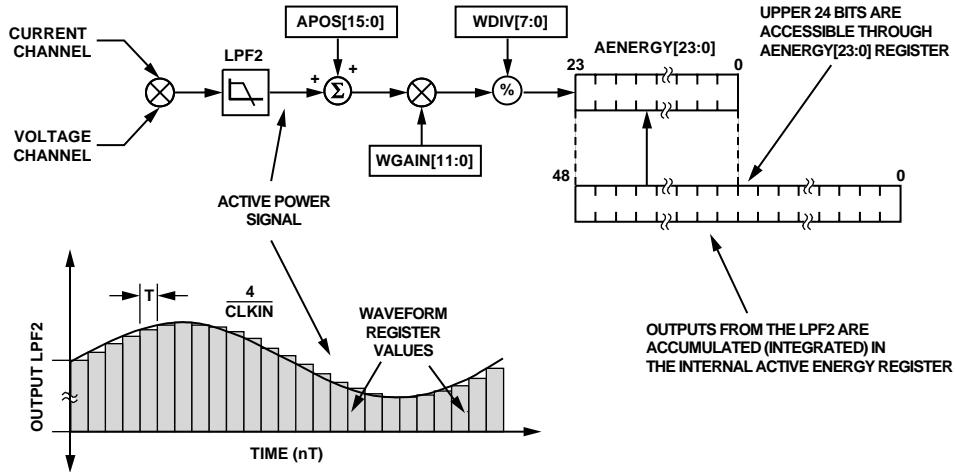 CURRENT
CHANNEL
VOLTAGE
CHANNEL
LPF2
APOS[15:0]
+
+
Σ
WGAIN[11:0]
WDIV[7:0]
%
AENERGY[23:0]
23
0
UPPER 24 BITS ARE
ACCESSIBLE THROUGH
AENERGY[23:0] REGISTER
48
0
ACTIVE POWER
SIGNAL
OUTPUTS FROM THE LPF2 ARE
ACCUMULATED (INTEGRATED) IN
THE INTERNAL ACTIVE ENERGY REGISTER
OUTPUT LPF2
T
4
CLKIN
WAVEFORM
REGISTER
VALUES
TIME (nT)